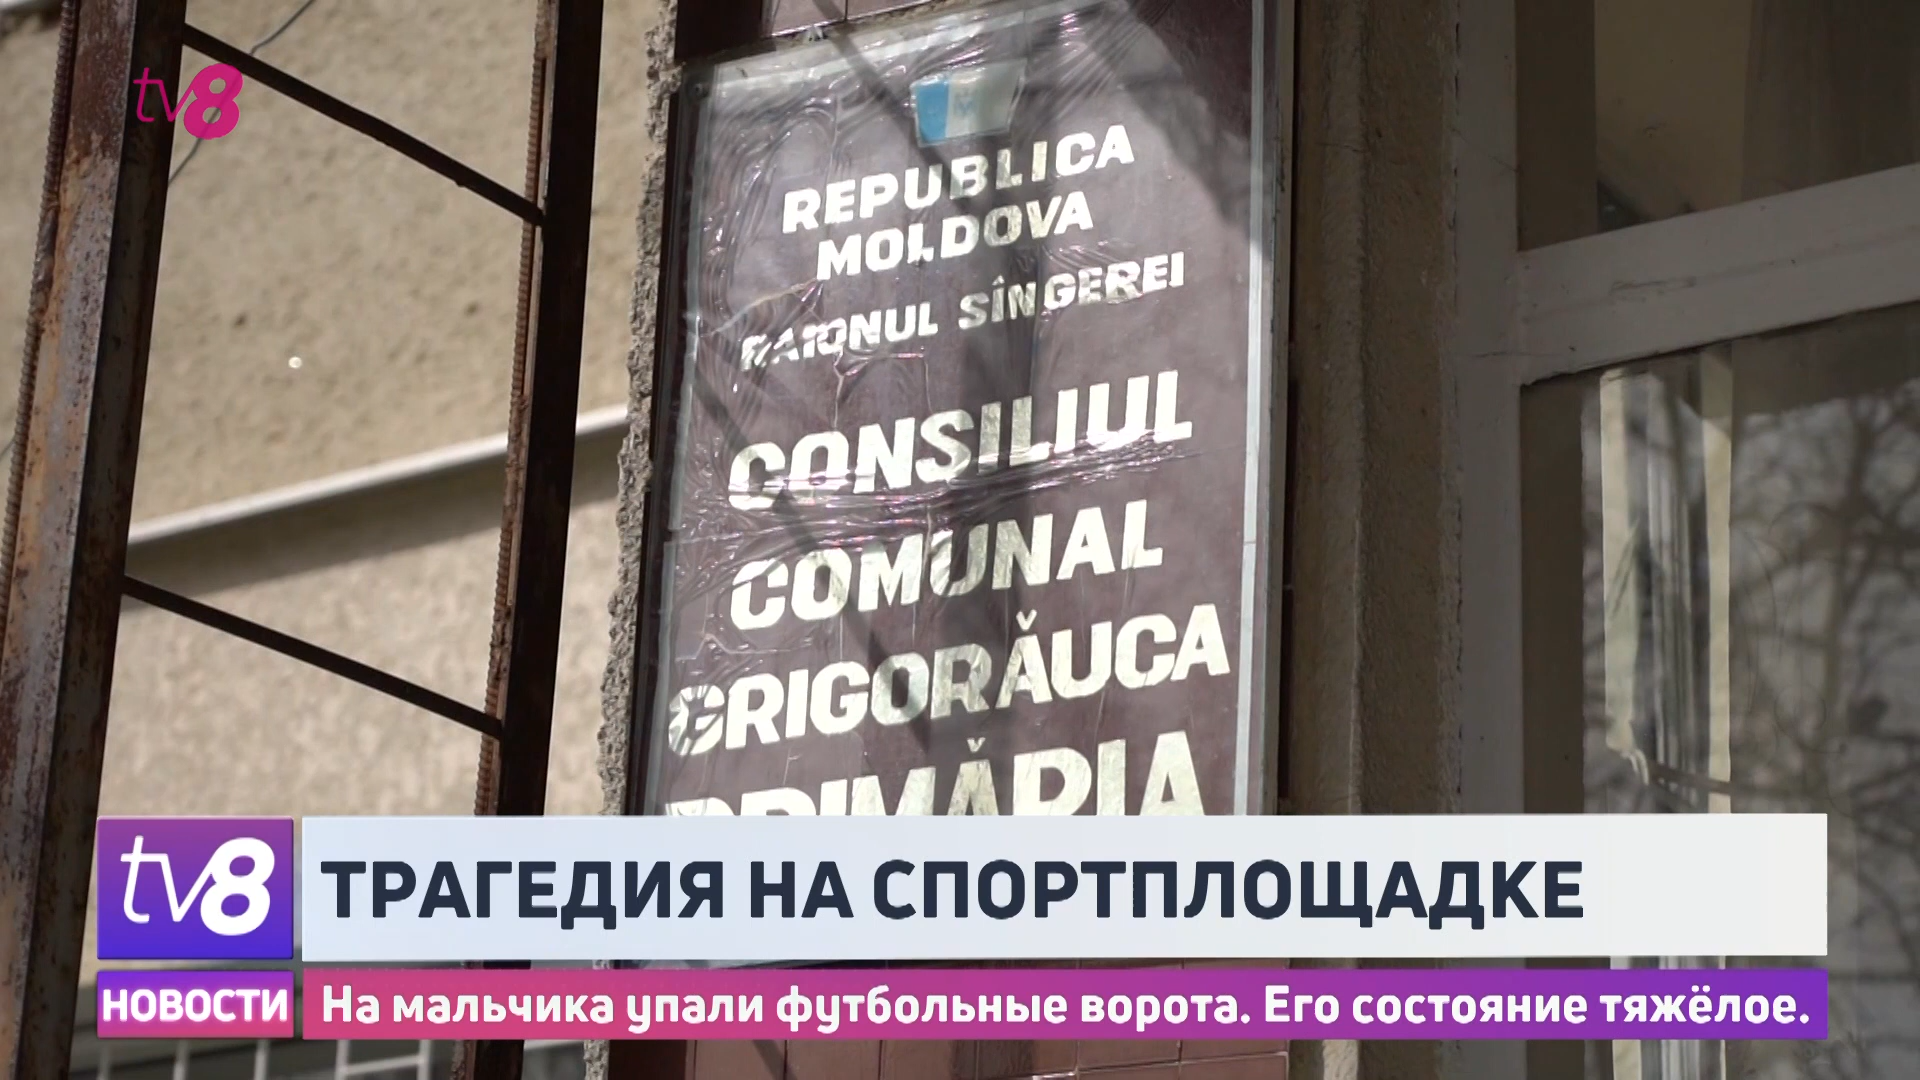 tv8
REPUBLICA
MOLDOVA
RAIONUL SÎNGEREI
CONSILIUL
COMUNAL
GRIGORĂUCA
PRIMĂRIA
tv8
ТРАГЕДИЯ НА СПОРТПЛОЩАДКЕ
НОВОСТИ
На мальчика упали футбольные ворота. Его состояние тяжёлое.